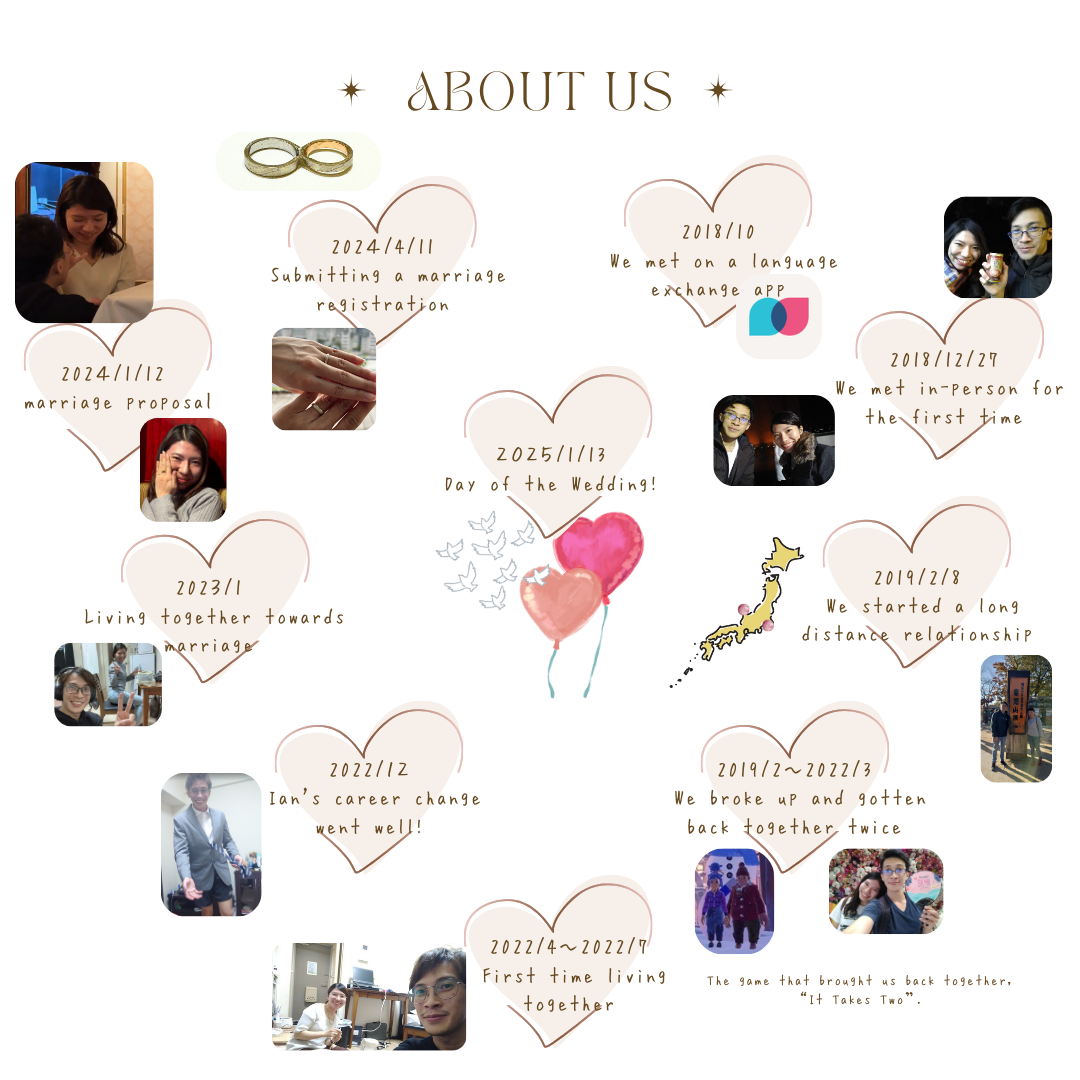 ABOUT US
2018/10
We met on a language
exchange app
2018/12/27
We met in-person for
the first time
2019/2/8
We started a long
distance relationship
2019/2～2022/3
We broke up and gotten
back together twice
The game that brought us back together,
“It Takes Two”.
2022/4～2022/7
First time living
together
2022/12
Ian's career change
went well!
2023/1
Living together towards
marriage
2024/1/12
marriage proposal
2024/4/11
Submitting a marriage
registration
2025/1/13
Day of the Wedding!